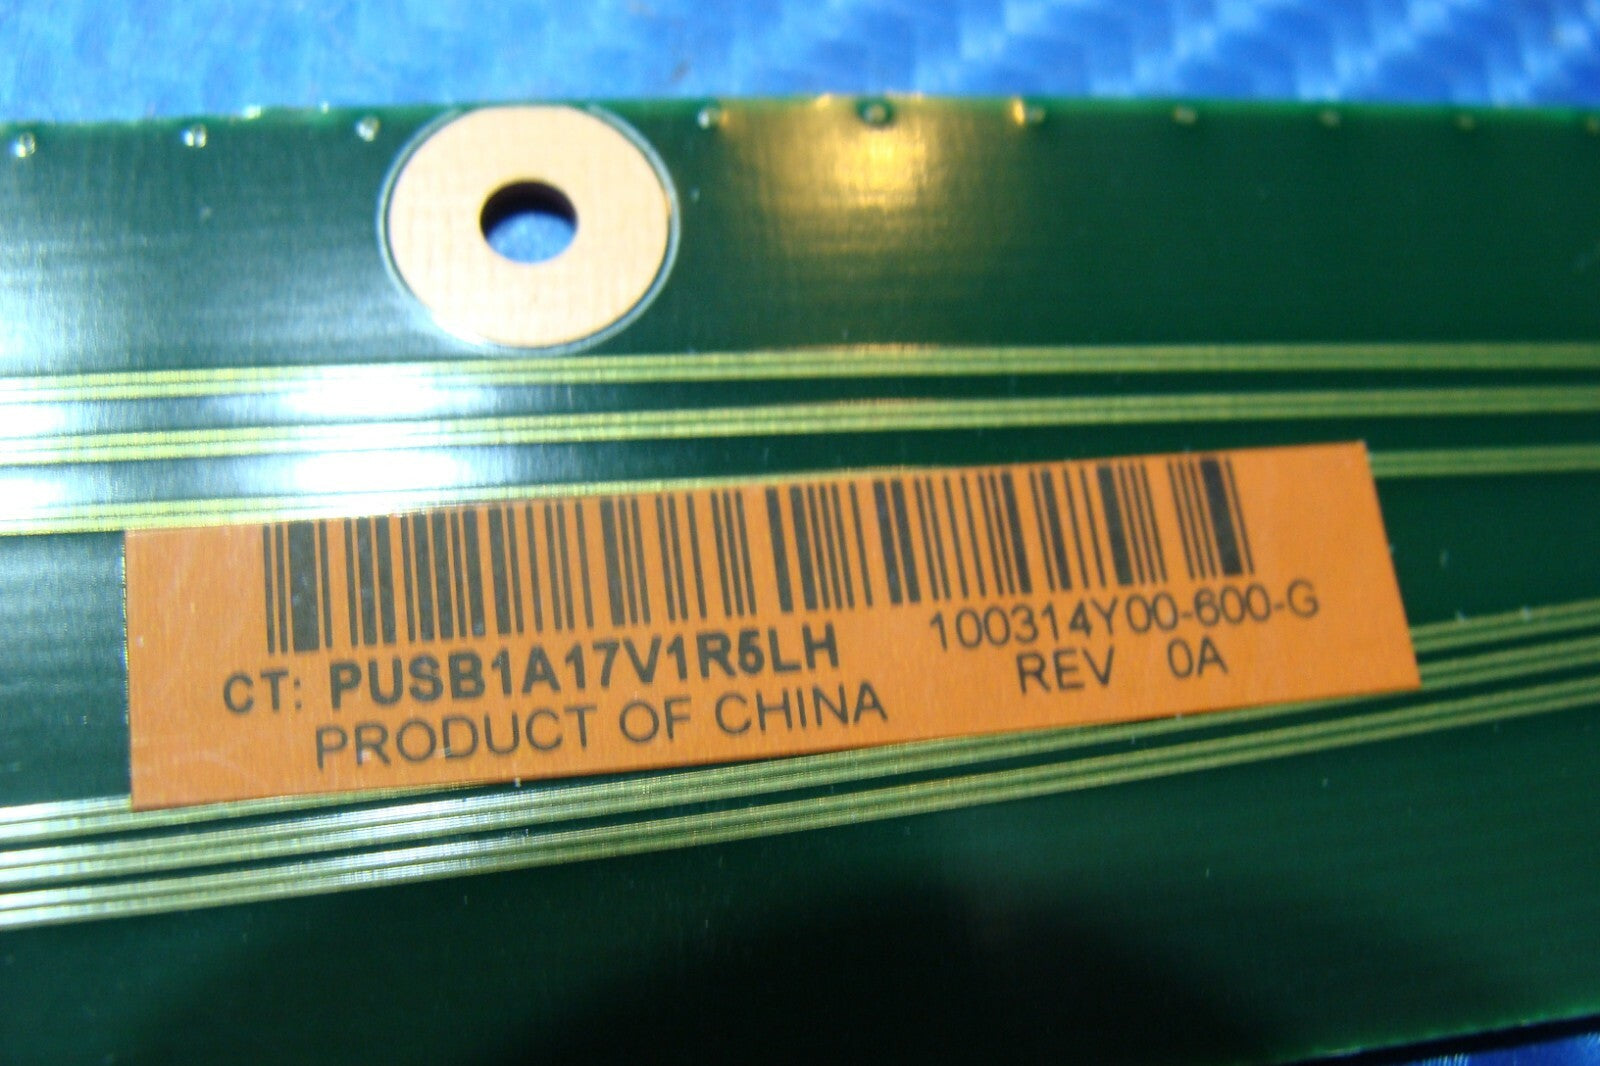 CT: PUSB1A17V1R5LH
100314Y00-600-G
PRODUCT OF CHINA
REV 0A